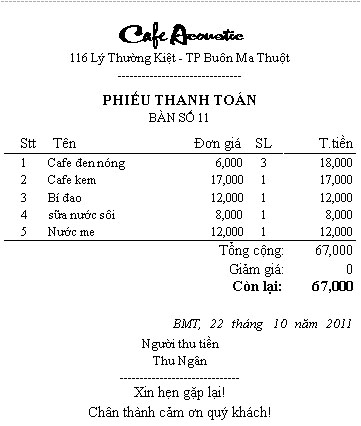 Cafe Acoustic
116 Lý Thường Kiệt - TP Buôn Ma Thuột
PHIẾU THANH TOÁN
BÀN SỐ 11
Stt Tên Đơn giá SL T.tiền
1 Cafe đen nóng 6,000 3 18,000
2 Cafe kem 17,000 1 17,000
3 Bí đao 12,000 1 12,000
4 sữa nước sôi 8,000 1 8,000
5 Nước me 12,000 1 12,000
Tổng cộng: 67,000
Giảm giá: 0
Còn lại: 67,000
BMT, 22 tháng 10 năm 2011
Người thu tiền
Thu Ngân
Xin hẹn gặp lại!
Chân thành cảm ơn quý khách!